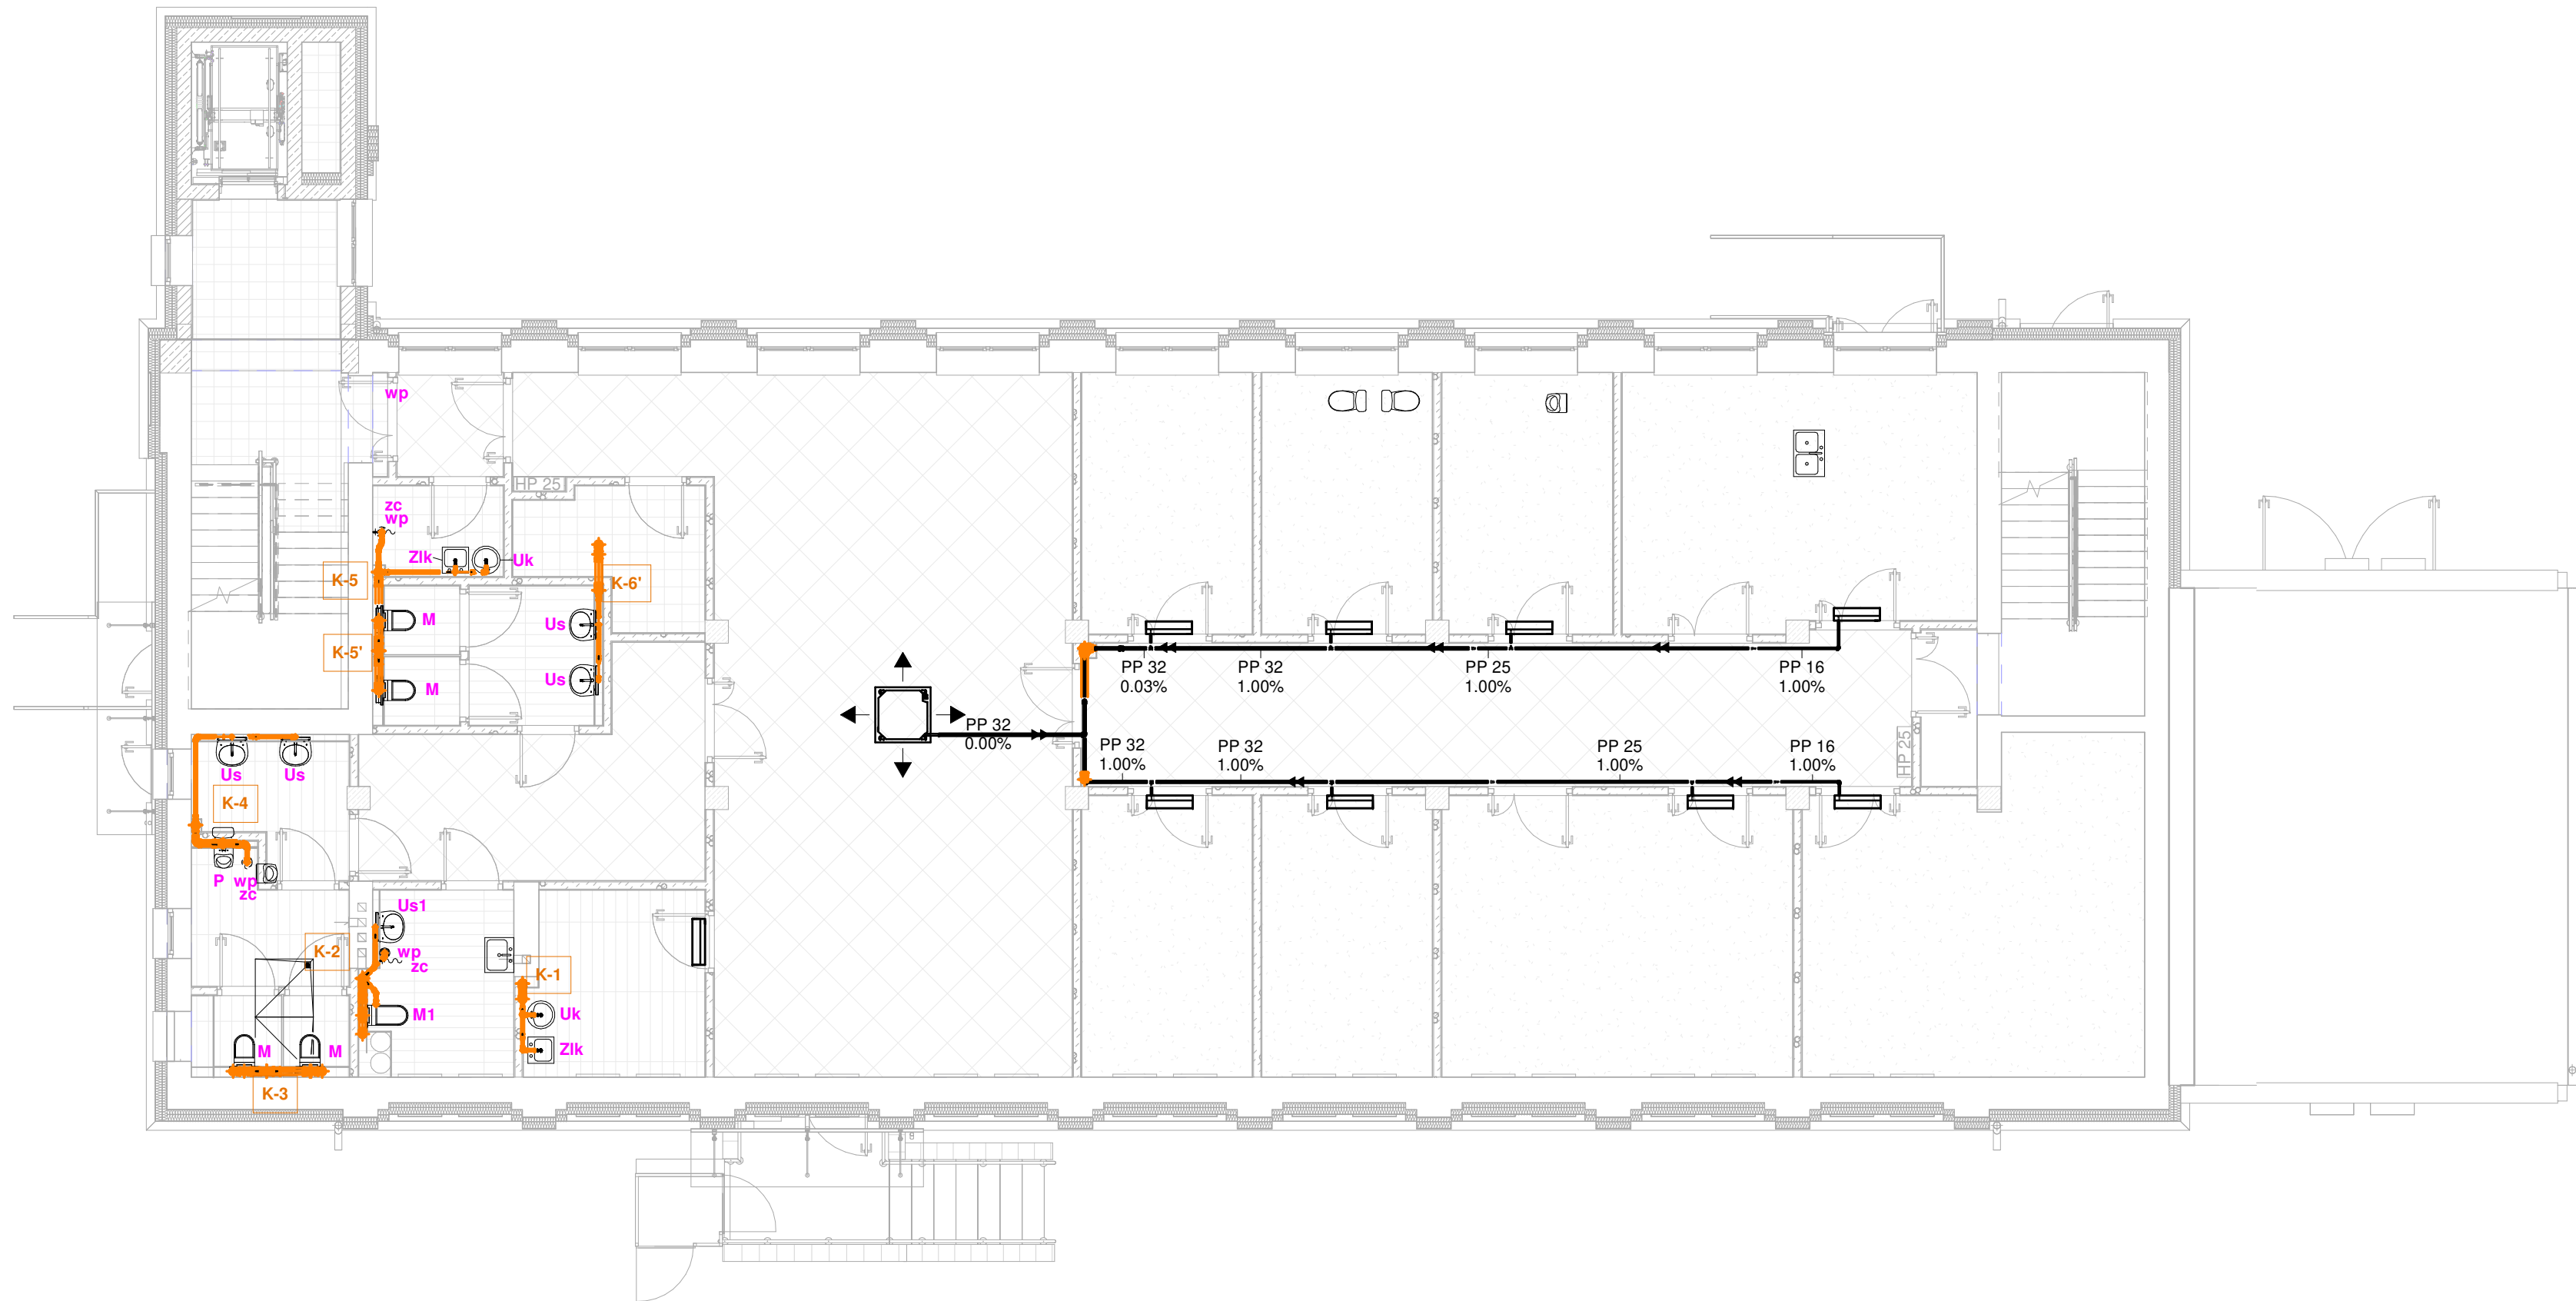 wp
HP 25
zc
wp
Zlk
Uk
K-5
K-6'
M
Us
K-5'
M
Us
PP 32
0.03%
PP 32
1.00%
PP 25
1.00%
PP 16
1.00%
PP 32
0.00%
PP 32
1.00%
PP 32
1.00%
PP 25
1.00%
PP 16
1.00%
HP 25
Us
Us
K-4
P
wp
zc
Us1
K-2
wp
zc
K-1
M1
Uk
M
M
Zlk
K-3